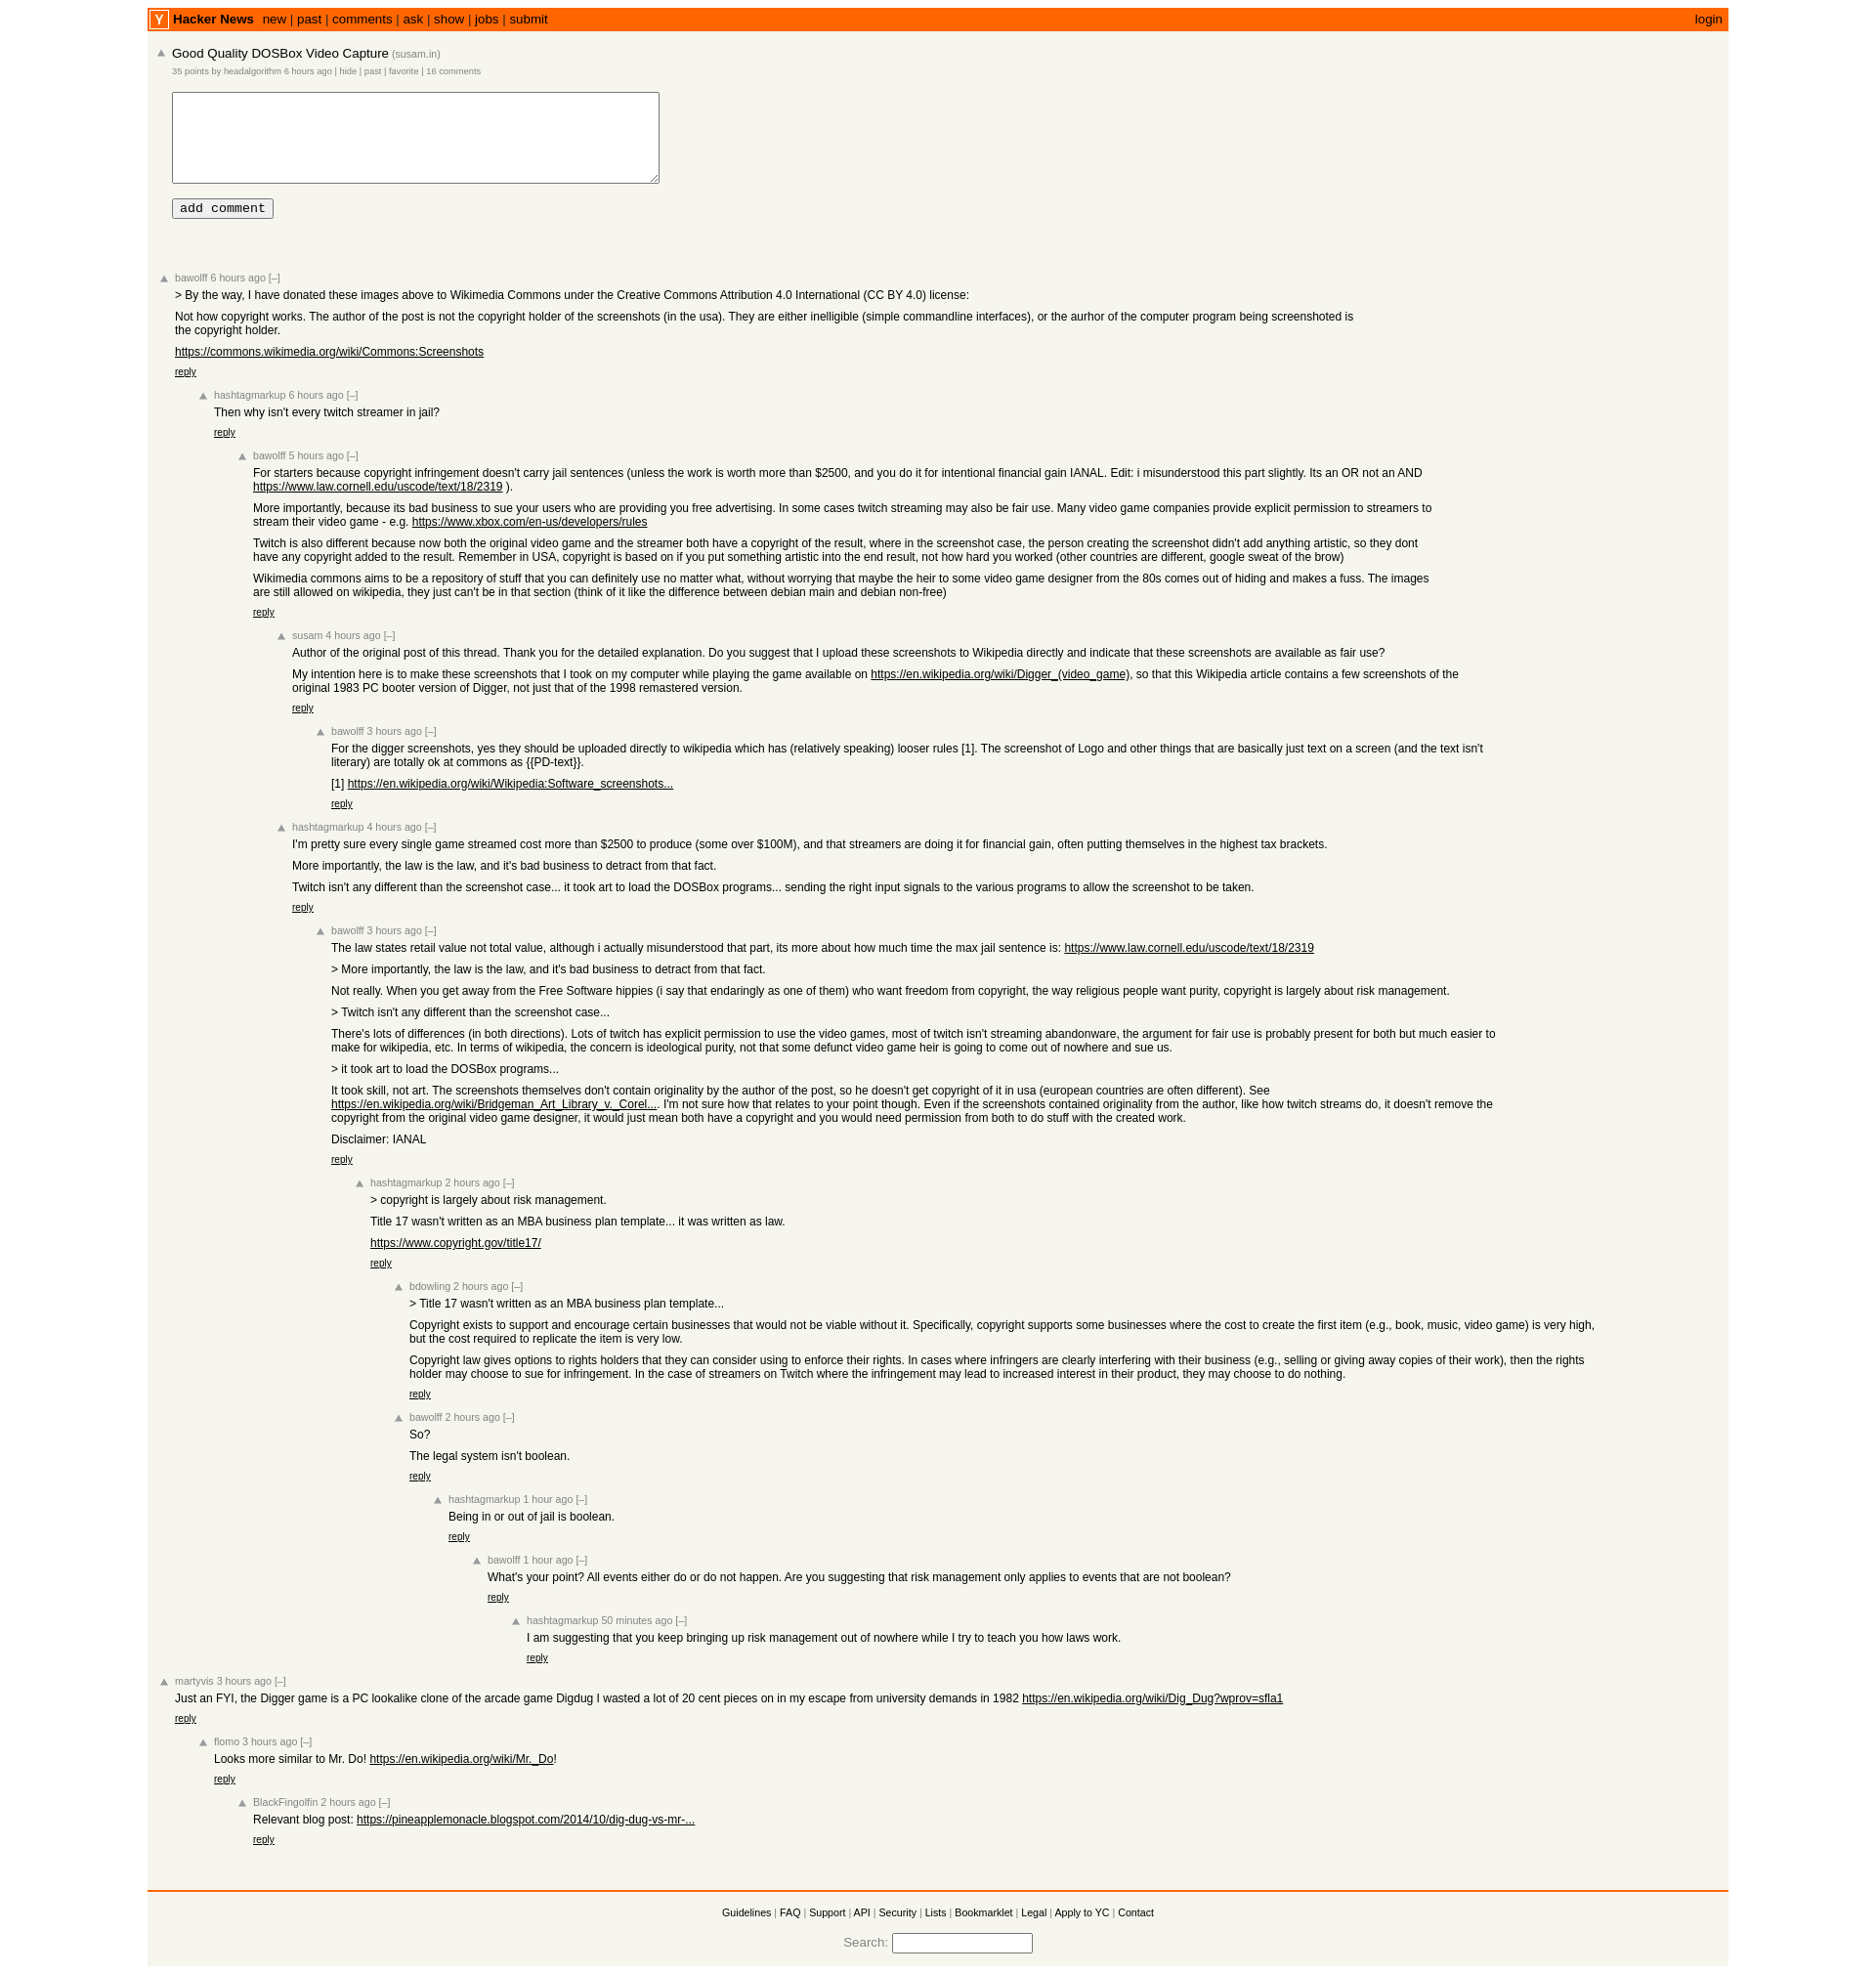 Y Hacker News new | past | comments | ask | show | jobs | submit login
Good Quality DOSBox Video Capture (susam.in)
35 points by headalgorithm 6 hours ago | hide | past | favorite | 16 comments
add comment
bawolff 6 hours ago [–]
> By the way, I have donated these images above to Wikimedia Commons under the Creative Commons Attribution 4.0 International (CC BY 4.0) license:
Not how copyright works. The author of the post is not the copyright holder of the screenshots (in the usa). They are either inelligible (simple commandline interfaces), or the aurhor of the computer program being screenshoted is
the copyright holder.
https://commons.wikimedia.org/wiki/Commons:Screenshots
reply
hashtagmarkup 6 hours ago [–]
Then why isn't every twitch streamer in jail?
reply
bawolff 5 hours ago [–]
For starters because copyright infringement doesn't carry jail sentences (unless the work is worth more than $2500, and you do it for intentional financial gain IANAL. Edit: i misunderstood this part slightly. Its an OR not an AND
https://www.law.cornell.edu/uscode/text/18/2319 ).
More importantly, because its bad business to sue your users who are providing you free advertising. In some cases twitch streaming may also be fair use. Many video game companies provide explicit permission to streamers to
stream their video game - e.g. https://www.xbox.com/en-us/developers/rules
Twitch is also different because now both the original video game and the streamer both have a copyright of the result, where in the screenshot case, the person creating the screenshot didn't add anything artistic, so they dont
have any copyright added to the result. Remember in USA, copyright is based on if you put something artistic into the end result, not how hard you worked (other countries are different, google sweat of the brow)
Wikimedia commons aims to be a repository of stuff that you can definitely use no matter what, without worrying that maybe the heir to some video game designer from the 80s comes out of hiding and makes a fuss. The images
are still allowed on wikipedia, they just can't be in that section (think of it like the difference between debian main and debian non-free)
reply
susam 4 hours ago [–]
Author of the original post of this thread. Thank you for the detailed explanation. Do you suggest that I upload these screenshots to Wikipedia directly and indicate that these screenshots are available as fair use?
My intention here is to make these screenshots that I took on my computer while playing the game available on https://en.wikipedia.org/wiki/Digger_(video_game), so that this Wikipedia article contains a few screenshots of the
original 1983 PC booter version of Digger, not just that of the 1998 remastered version.
reply
bawolff 3 hours ago [–]
For the digger screenshots, yes they should be uploaded directly to wikipedia which has (relatively speaking) looser rules [1]. The screenshot of Logo and other things that are basically just text on a screen (and the text isn't
literary) are totally ok at commons as {{PD-text}}.
[1] https://en.wikipedia.org/wiki/Wikipedia:Software_screenshots...
reply
hashtagmarkup 4 hours ago [–]
I'm pretty sure every single game streamed cost more than $2500 to produce (some over $100M), and that streamers are doing it for financial gain, often putting themselves in the highest tax brackets.
More importantly, the law is the law, and it's bad business to detract from that fact.
Twitch isn't any different than the screenshot case... it took art to load the DOSBox programs... sending the right input signals to the various programs to allow the screenshot to be taken.
reply
bawolff 3 hours ago [–]
The law states retail value not total value, although i actually misunderstood that part, its more about how much time the max jail sentence is: https://www.law.cornell.edu/uscode/text/18/2319
> More importantly, the law is the law, and it's bad business to detract from that fact.
Not really. When you get away from the Free Software hippies (i say that endaringly as one of them) who want freedom from copyright, the way religious people want purity, copyright is largely about risk management.
> Twitch isn't any different than the screenshot case...
There's lots of differences (in both directions). Lots of twitch has explicit permission to use the video games, most of twitch isn't streaming abandonware, the argument for fair use is probably present for both but much easier to
make for wikipedia, etc. In terms of wikipedia, the concern is ideological purity, not that some defunct video game heir is going to come out of nowhere and sue us.
> it took art to load the DOSBox programs...
It took skill, not art. The screenshots themselves don't contain originality by the author of the post, so he doesn't get copyright of it in usa (european countries are often different). See
https://en.wikipedia.org/wiki/Bridgeman_Art_Library_v._Corel.... I'm not sure how that relates to your point though. Even if the screenshots contained originality from the author, like how twitch streams do, it doesn't remove the
copyright from the original video game designer, it would just mean both have a copyright and you would need permission from both to do stuff with the created work.
Disclaimer: IANAL
reply
hashtagmarkup 2 hours ago [–]
> copyright is largely about risk management.
Title 17 wasn't written as an MBA business plan template... it was written as law.
https://www.copyright.gov/title17/
reply
bdowling 2 hours ago [–]
> Title 17 wasn't written as an MBA business plan template...
Copyright exists to support and encourage certain businesses that would not be viable without it. Specifically, copyright supports some businesses where the cost to create the first item (e.g., book, music, video game) is very high,
but the cost required to replicate the item is very low.
Copyright law gives options to rights holders that they can consider using to enforce their rights. In cases where infringers are clearly interfering with their business (e.g., selling or giving away copies of their work), then the rights
holder may choose to sue for infringement. In the case of streamers on Twitch where the infringement may lead to increased interest in their product, they may choose to do nothing.
reply
bawolff 2 hours ago [–]
So?
The legal system isn't boolean.
reply
hashtagmarkup 1 hour ago [–]
Being in or out of jail is boolean.
reply
bawolff 1 hour ago [–]
What's your point? All events either do or do not happen. Are you suggesting that risk management only applies to events that are not boolean?
reply
hashtagmarkup 50 minutes ago [–]
I am suggesting that you keep bringing up risk management out of nowhere while I try to teach you how laws work.
reply
martyvis 3 hours ago [–]
Just an FYI, the Digger game is a PC lookalike clone of the arcade game Digdug I wasted a lot of 20 cent pieces on in my escape from university demands in 1982 https://en.wikipedia.org/wiki/Dig_Dug?wprov=sfla1
reply
flomo 3 hours ago [–]
Looks more similar to Mr. Do! https://en.wikipedia.org/wiki/Mr._Do!
reply
BlackFingolfin 2 hours ago [–]
Relevant blog post: https://pineapplemonacle.blogspot.com/2014/10/dig-dug-vs-mr-...
reply
Guidelines | FAQ | Support | API | Security | Lists | Bookmarklet | Legal | Apply to YC | Contact
Search: